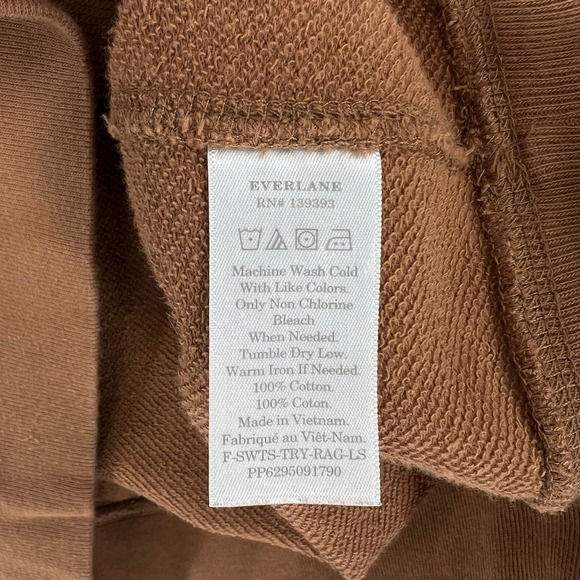 EVERLANE
RN# 139393
Machine Wash Cold
With Like Colors.
Only Non Chlorine
Bleach
When Needed.
Tumble Dry Low.
Warm Iron If Needed.
100% Cotton.
100% Coton.
Made in Vietnam.
Fabriqué au Viêt-Nam.
F-SWTS-TRY-RAG-LS
PP6295091790